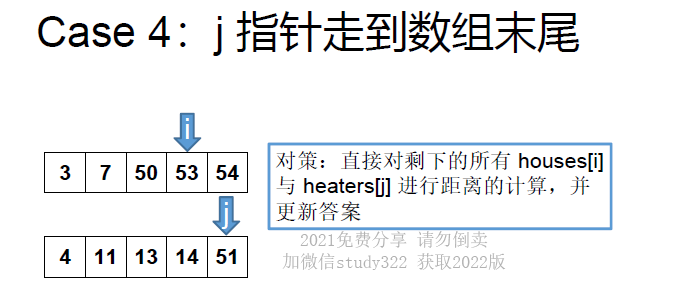 Case 4：j 指针走到数组末尾
i
3 7 50 53 54
对策：直接对剩下的所有 houses[i]
与 heaters[j] 进行距离的计算，并
更新答案
j
4 11 13 14 51
2021免费分享 请勿倒卖
加微信study322 获取2022版